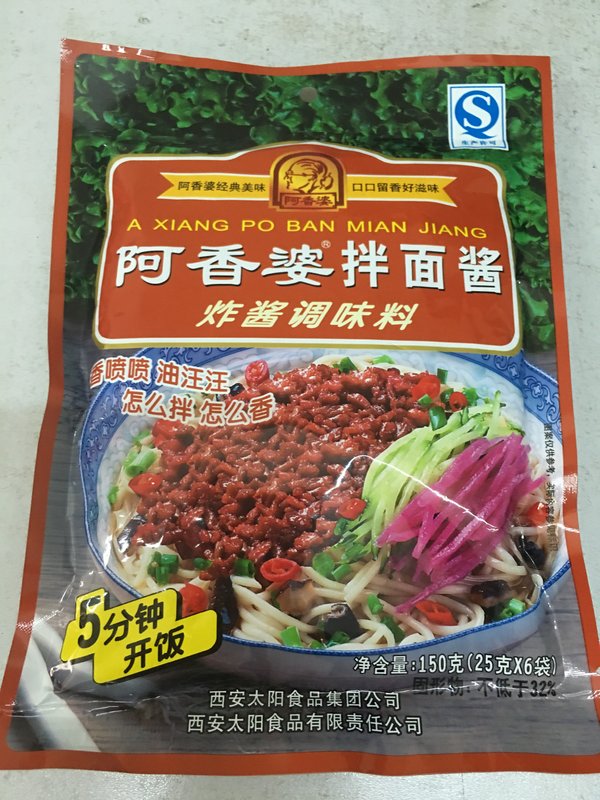 生产许可
阿香婆经典美味
口口留香好滋味
阿香婆
A XIANG PO BAN MIAN JIANG
阿香婆®拌面酱
炸酱调味料
香喷喷 油汪汪
怎么拌 怎么香
5分钟
开饭
净含量:150克(25克X6袋)
固形物: 不低于32%
西安太阳食品集团公司
西安太阳食品有限责任公司